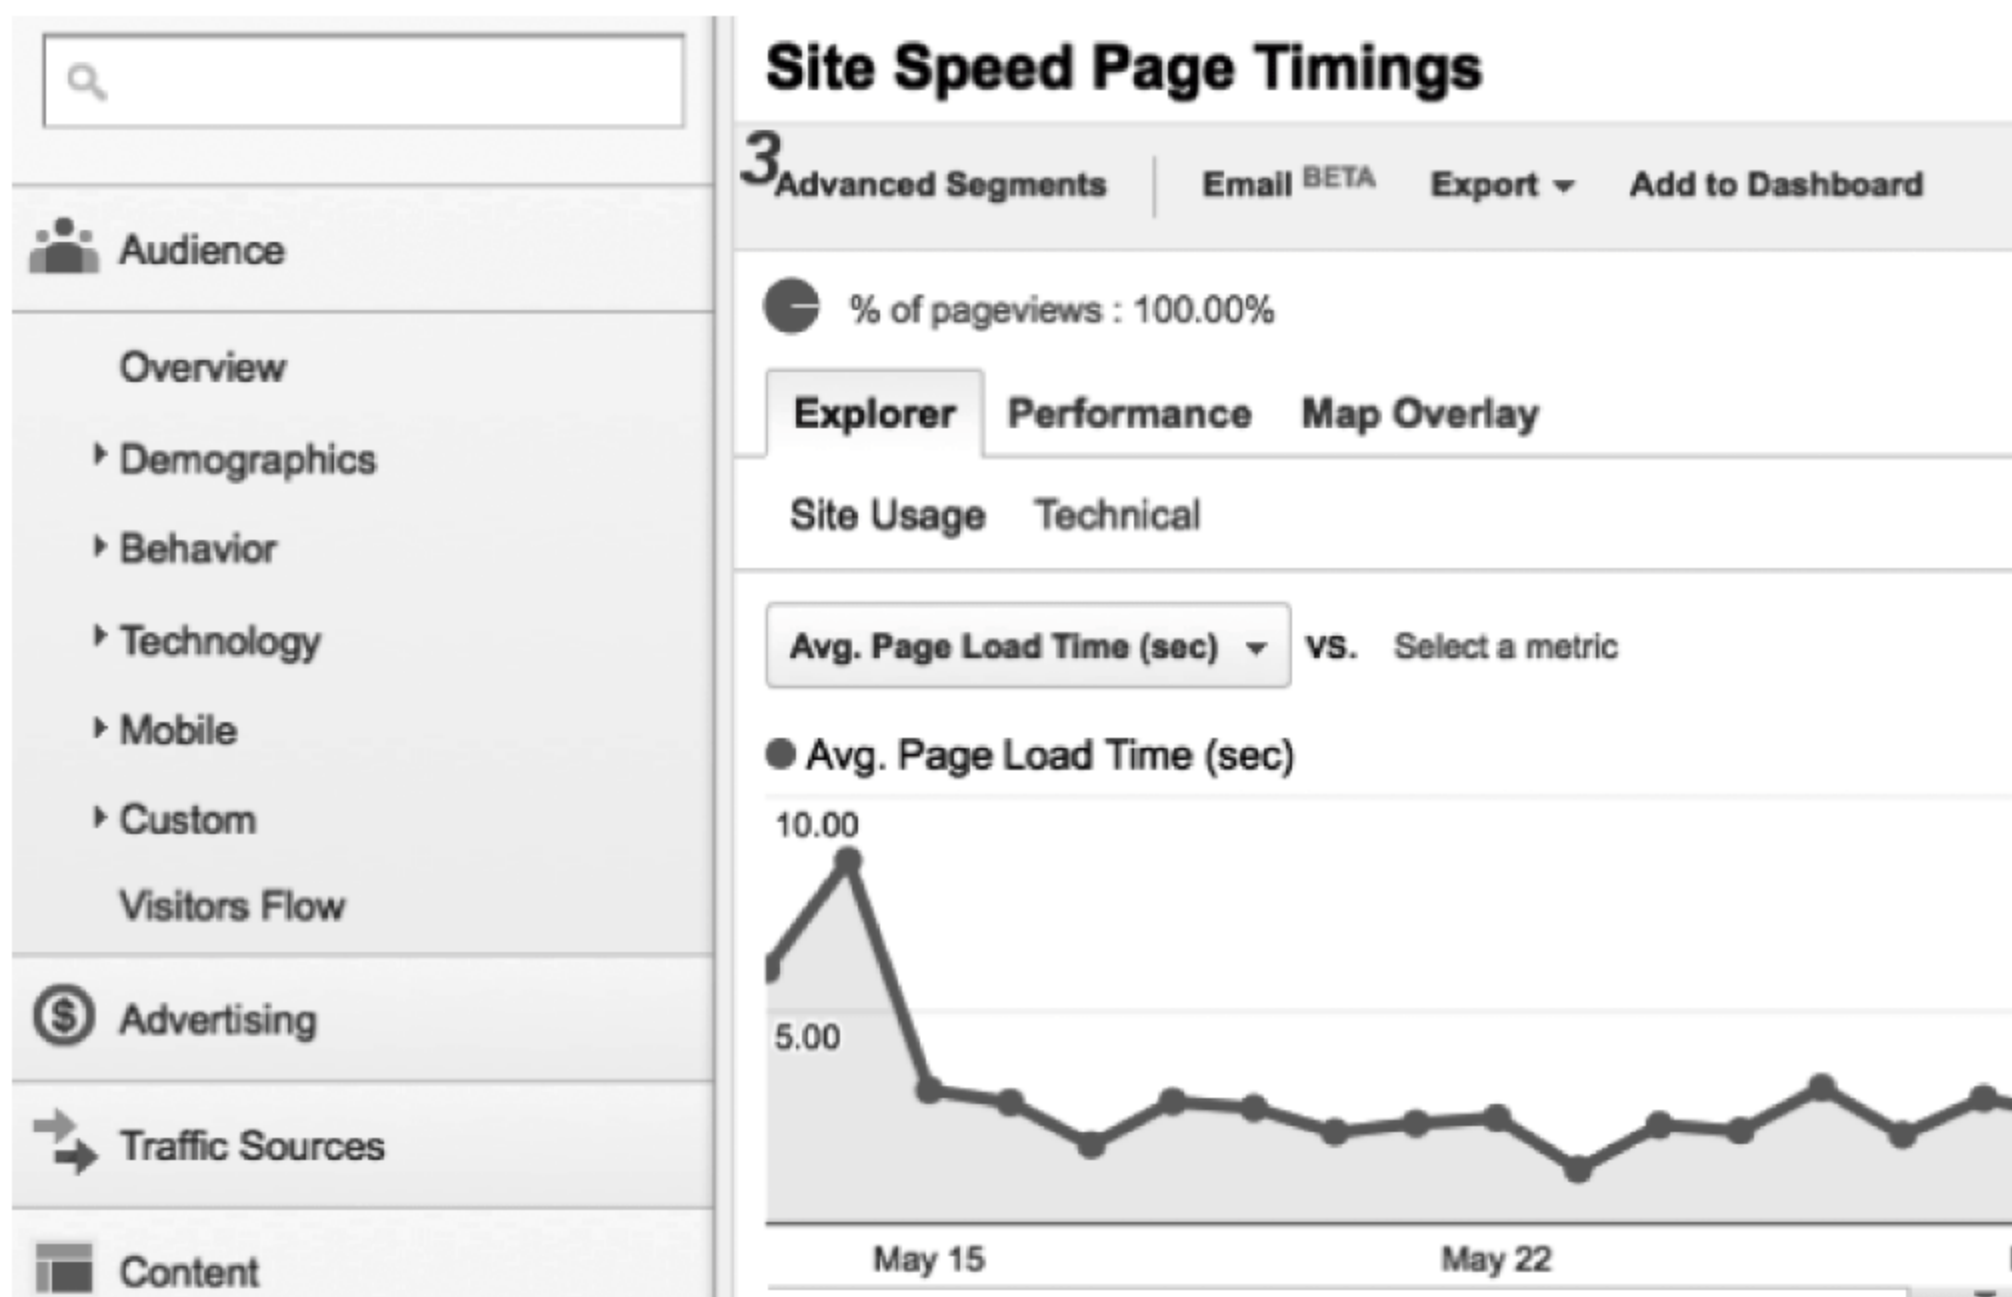 Audience
Overview
Demographics
Behavior
Technology
Mobile
Custom
Visitors Flow
Advertising
Traffic Sources
Content
Site Speed Page Timings
3
Advanced Segments Email BETA Export Add to Dashboard
% of pageviews : 100.00%
Explorer Performance Map Overlay
Site Usage Technical
Avg. Page Load Time (sec) VS. Select a metric
Avg. Page Load Time (sec)
10.00
5.00
May 15 May 22